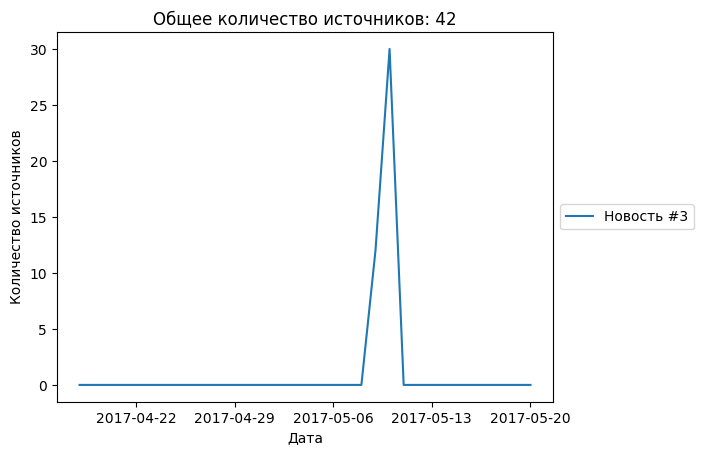 Общее количество источников: 42
Количество источников
30
25
20
15
10
5
0
2017-04-22 2017-04-29 2017-05-06 2017-05-13 2017-05-20
Дата
Новость #3